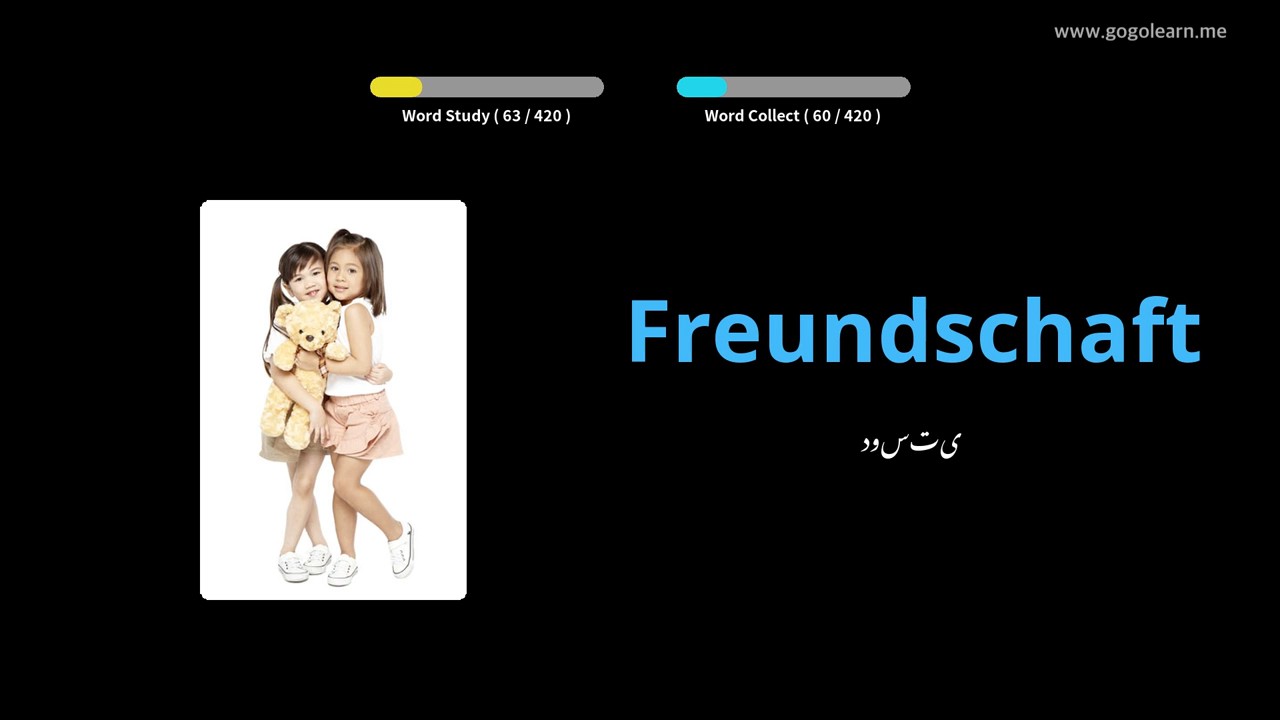 www.gogolearn.me
Word Study ( 63 / 420 )
Word Collect ( 60 / 420 )
Freundschaft
دوستی